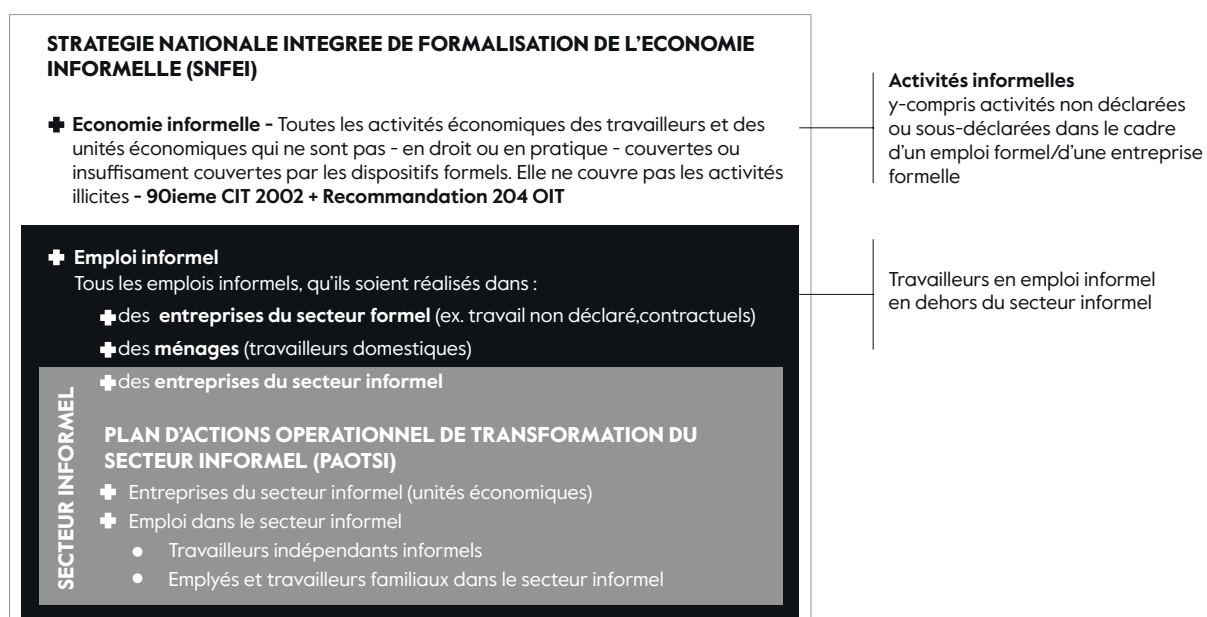 STRATEGIE NATIONALE INTEGREE DE FORMALISATION DE L'ECONOMIE
INFORMELLE (SNFEI)
Economie informelle - Toutes les activités économiques des travailleurs et des
unités économiques qui ne sont pas - en droit ou en pratique - couvertes ou
insuffisament couvertes par les dispositifs formels. Elle ne couvre pas les activités
illicites - 90ieme CIT 2002 + Recommandation 204 OIT
Activités informelles
y-compris activités non déclarées
ou sous-déclarées dans le cadre
d'un emploi formel/d'une entreprise
formelle
Emploi informel
Tous les emplois informels, qu'ils soient réalisés dans :
des entreprises du secteur formel (ex. travail non déclaré,contractuels)
des ménages (travailleurs domestiques)
des entreprises du secteur informel
Travailleurs en emploi informel
en dehors du secteur informel
SECTEUR INFORMEL
PLAN D'ACTIONS OPERATIONNEL DE TRANSFORMATION DU
SECTEUR INFORMEL (PAOTSI)
Entreprises du secteur informel (unités économiques)
Emploi dans le secteur informel
Travailleurs indépendants informels
Emplyés et travailleurs familiaux dans le secteur informel